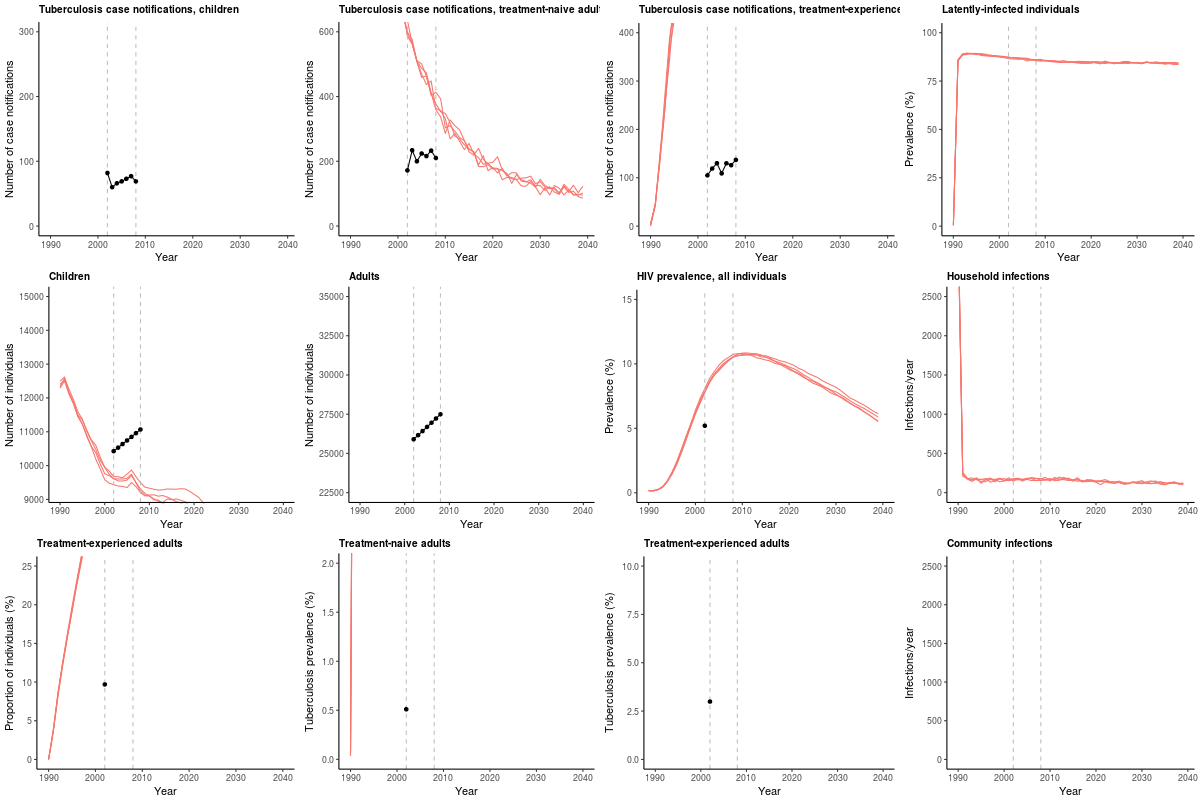 Tuberculosis case notifications, children
Number of case notifications
300
200
100
0
1990 2000 2010 2020 2030 2040
Year
Tuberculosis case notifications, treatment-naive adul
Number of case notifications
600
400
200
0
1990 2000 2010 2020 2030 2040
Year
Tuberculosis case notifications, treatment-experience
Number of case notifications
400
300
200
100
0
1990 2000 2010 2020 2030 2040
Year
Latently-infected individuals
Prevalence (%)
100
75
50
25
0
1990 2000 2010 2020 2030 2040
Year
Children
Number of individuals
15000
14000
13000
12000
11000
10000
9000
1990 2000 2010 2020 2030 2040
Year
Adults
Number of individuals
35000
32500
30000
27500
25000
22500
1990 2000 2010 2020 2030 2040
Year
HIV prevalence, all individuals
Prevalence (%)
15
10
5
0
1990 2000 2010 2020 2030 2040
Year
Household infections
Infections/year
2500
2000
1500
1000
500
0
1990 2000 2010 2020 2030 2040
Year
Treatment-experienced adults
Proportion of individuals (%)
25
20
15
10
5
0
1990 2000 2010 2020 2030 2040
Year
Treatment-naive adults
Tuberculosis prevalence (%)
2.0
1.5
1.0
0.5
0.0
1990 2000 2010 2020 2030 2040
Year
Treatment-experienced adults
Tuberculosis prevalence (%)
10.0
7.5
5.0
2.5
0.0
1990 2000 2010 2020 2030 2040
Year
Community infections
Infections/year
2500
2000
1500
1000
500
0
1990 2000 2010 2020 2030 2040
Year